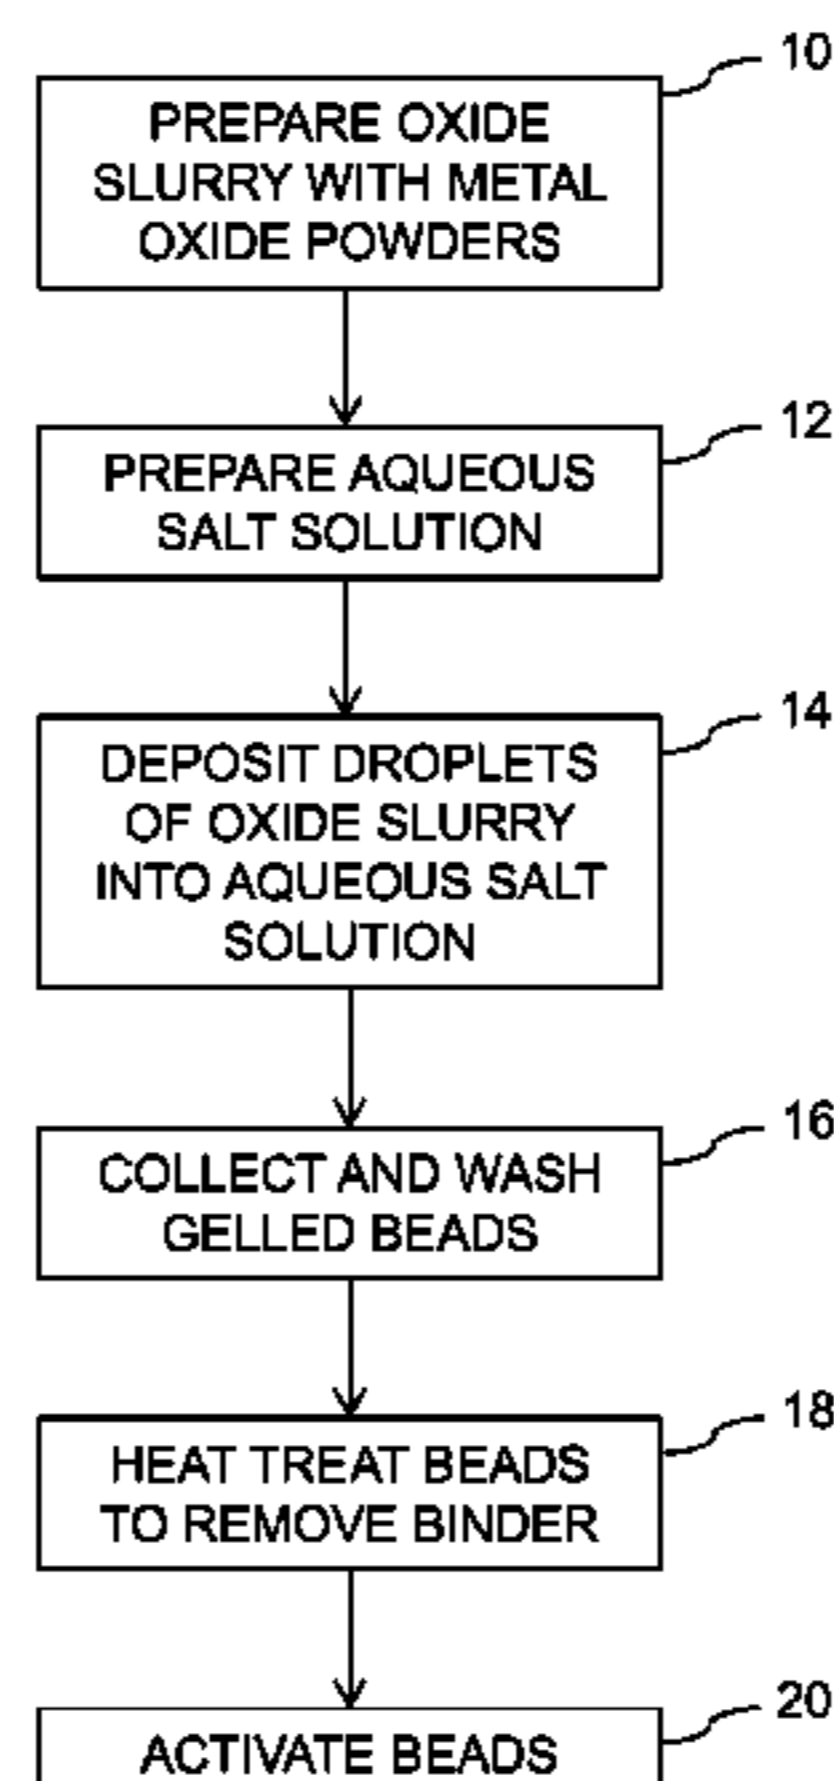 10
PREPARE OXIDE
SLURRY WITH METAL
OXIDE POWDERS
12
PREPARE AQUEOUS
SALT SOLUTION
14
DEPOSIT DROPLETS
OF OXIDE SLURRY
INTO AQUEOUS SALT
SOLUTION
16
COLLECT AND WASH
GELLED BEADS
18
HEAT TREAT BEADS
TO REMOVE BINDER
20
ACTIVATE BEADS